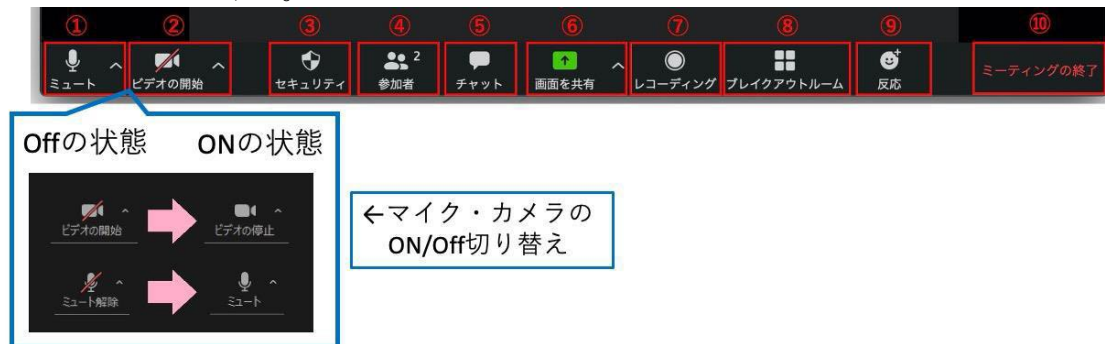 ① ② ③ ④ ⑤ ⑥ ⑦ ⑧ ⑨ ⑩
ミュート ビデオの開始 セキュリティ 参加者 2 チャット 画面を共有 レコーディング ブレイクアウトルーム 反応 ミーティングの終了
Offの状態 ONの状態
ビデオの開始 ビデオの停止
ミュート解除 ミュート
←マイク・カメラの
ON/Off切り替え